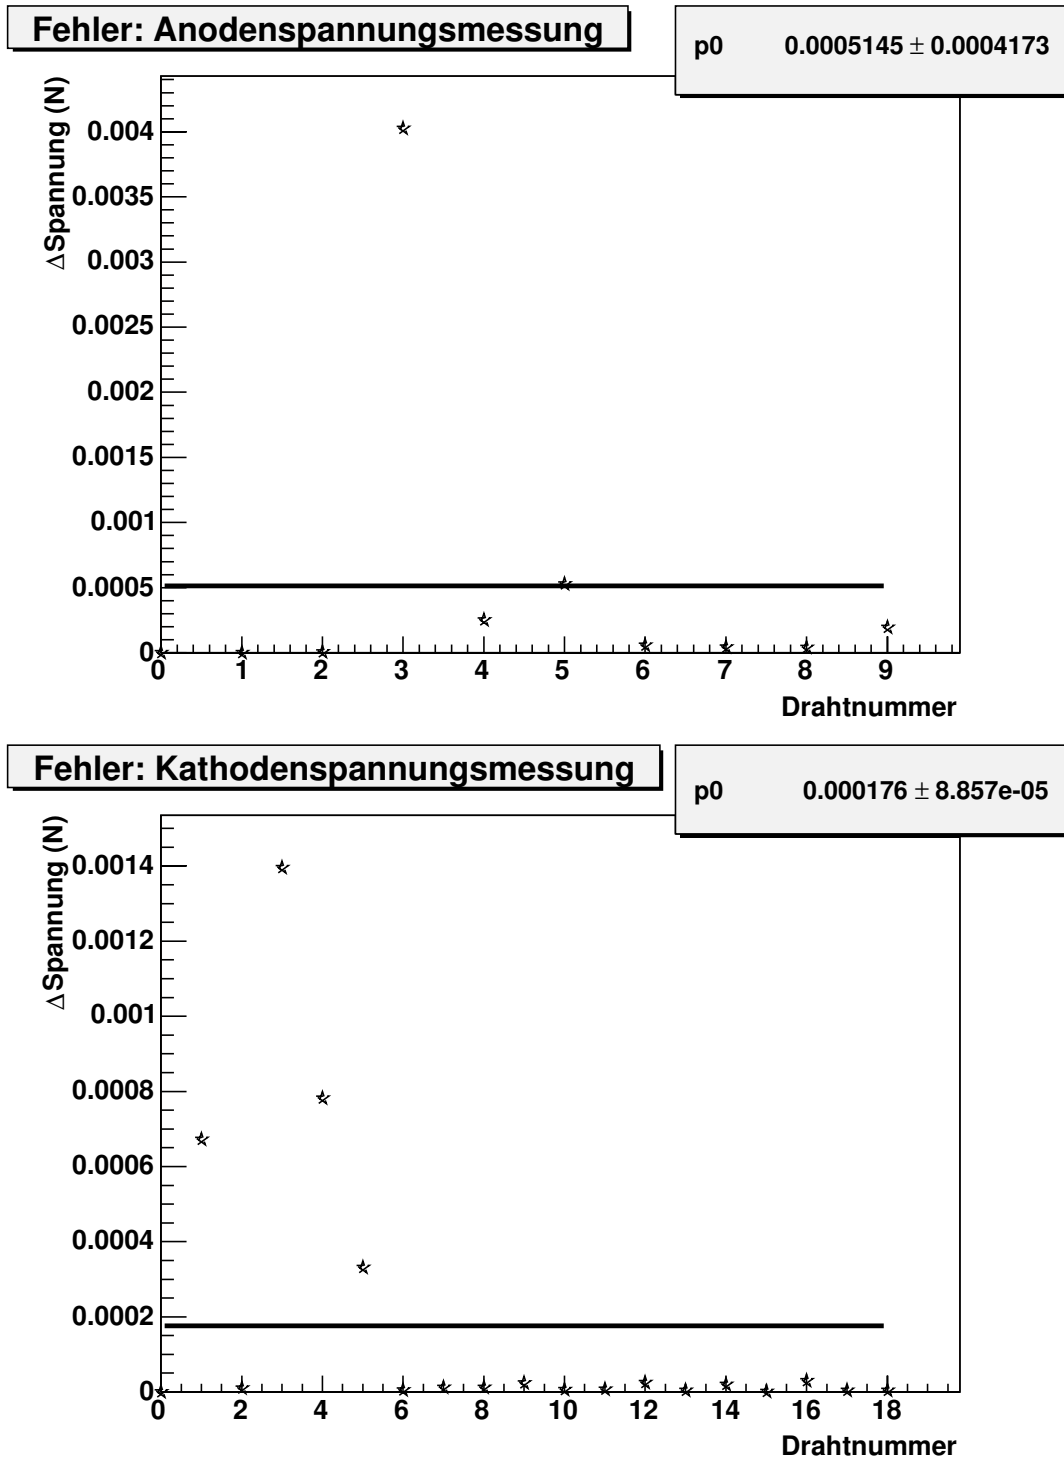 Fehler: Anodenspannungsmessung
p0 0.0005145 ± 0.0004173
ΔSpannung (N)
0.004
0.0035
0.003
0.0025
0.002
0.0015
0.001
0.0005
0
0 1 2 3 4 5 6 7 8 9
Drahtnummer
Fehler: Kathodenspannungsmessung
p0 0.000176 ± 8.857e-05
ΔSpannung (N)
0.0014
0.0012
0.001
0.0008
0.0006
0.0004
0.0002
0
0 2 4 6 8 10 12 14 16 18
Drahtnummer